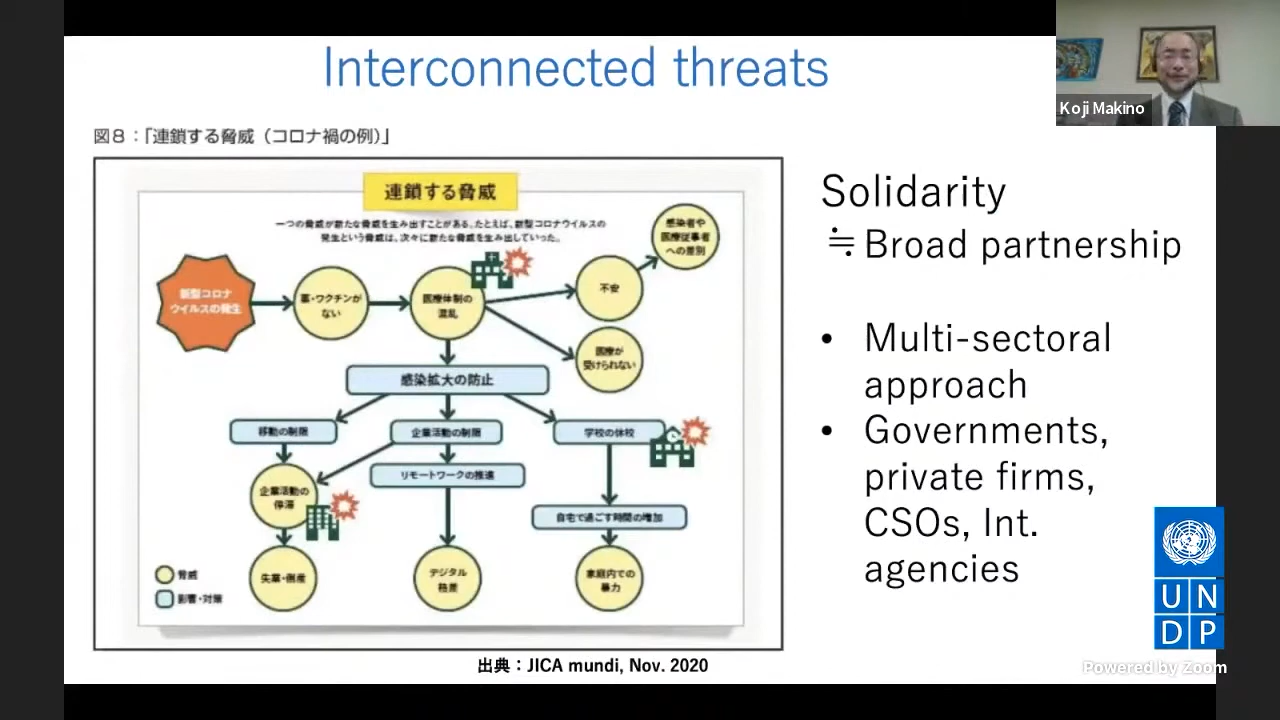 Interconnected threats
Koji Makino
図8：「連鎖する脅威（コロナ禍の例）」
連鎖する脅威
一つの脅威が新たな脅威を生み出すことがある。たとえば、新型コロナウイルスの
発生という脅威は、次々に新たな脅威を生み出していった。
感染者や
医療従事者
への差別
新型コロナ
ウイルスの発生
薬・ワクチンが
ない
医療体制の
混乱
不安
医療が
受けられない
感染拡大の防止
移動の制限
企業活動の制限
学校の休校
リモートワークの推進
企業活動の
停滞
自宅で過ごす時間の増加
失業・倒産
デジタル
格差
家庭内での
暴力
脅威
影響・対策
出典：JICA mundi, Nov. 2020
Solidarity
≒ Broad partnership
• Multi-sectoral
approach
• Governments,
private firms,
CSOs, Int.
agencies
U N
D P
Powered by Zoom